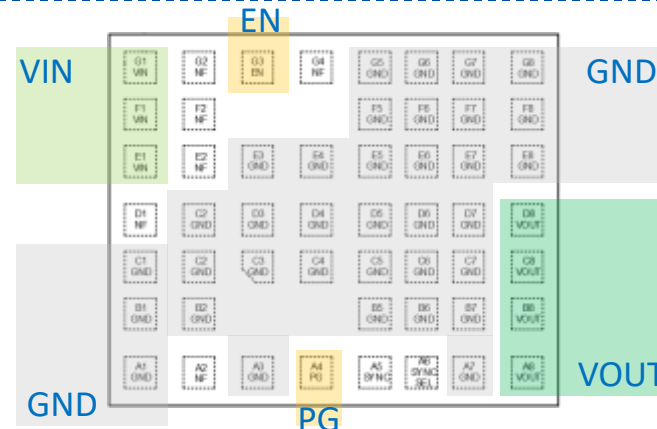 EN
VIN
GND
G1 VIN
G2 NF
G3 EN
G4 NF
G5 GND
G6 GND
G7 GND
G8 GND
F1 VIN
F2 NF
F5 GND
F6 GND
F7 GND
F8 GND
E1 VIN
E2 NF
E3 GND
E4 GND
E5 GND
E6 GND
E7 GND
E8 GND
D1 NF
C2 GND
D3 GND
D4 GND
D5 GND
D6 GND
D7 GND
D8 VOUT
C1 GND
C2 GND
C3 GND
C4 GND
C5 GND
C6 GND
C7 GND
C8 VOUT
B1 GND
B2 GND
B5 GND
B6 GND
B7 GND
B8 VOUT
A1 GND
A2 NF
A3 GND
A4 PG
A5 SYNC
A6 SYNC SEL
A7 GND
A8 VOUT
VOUT
GND
PG